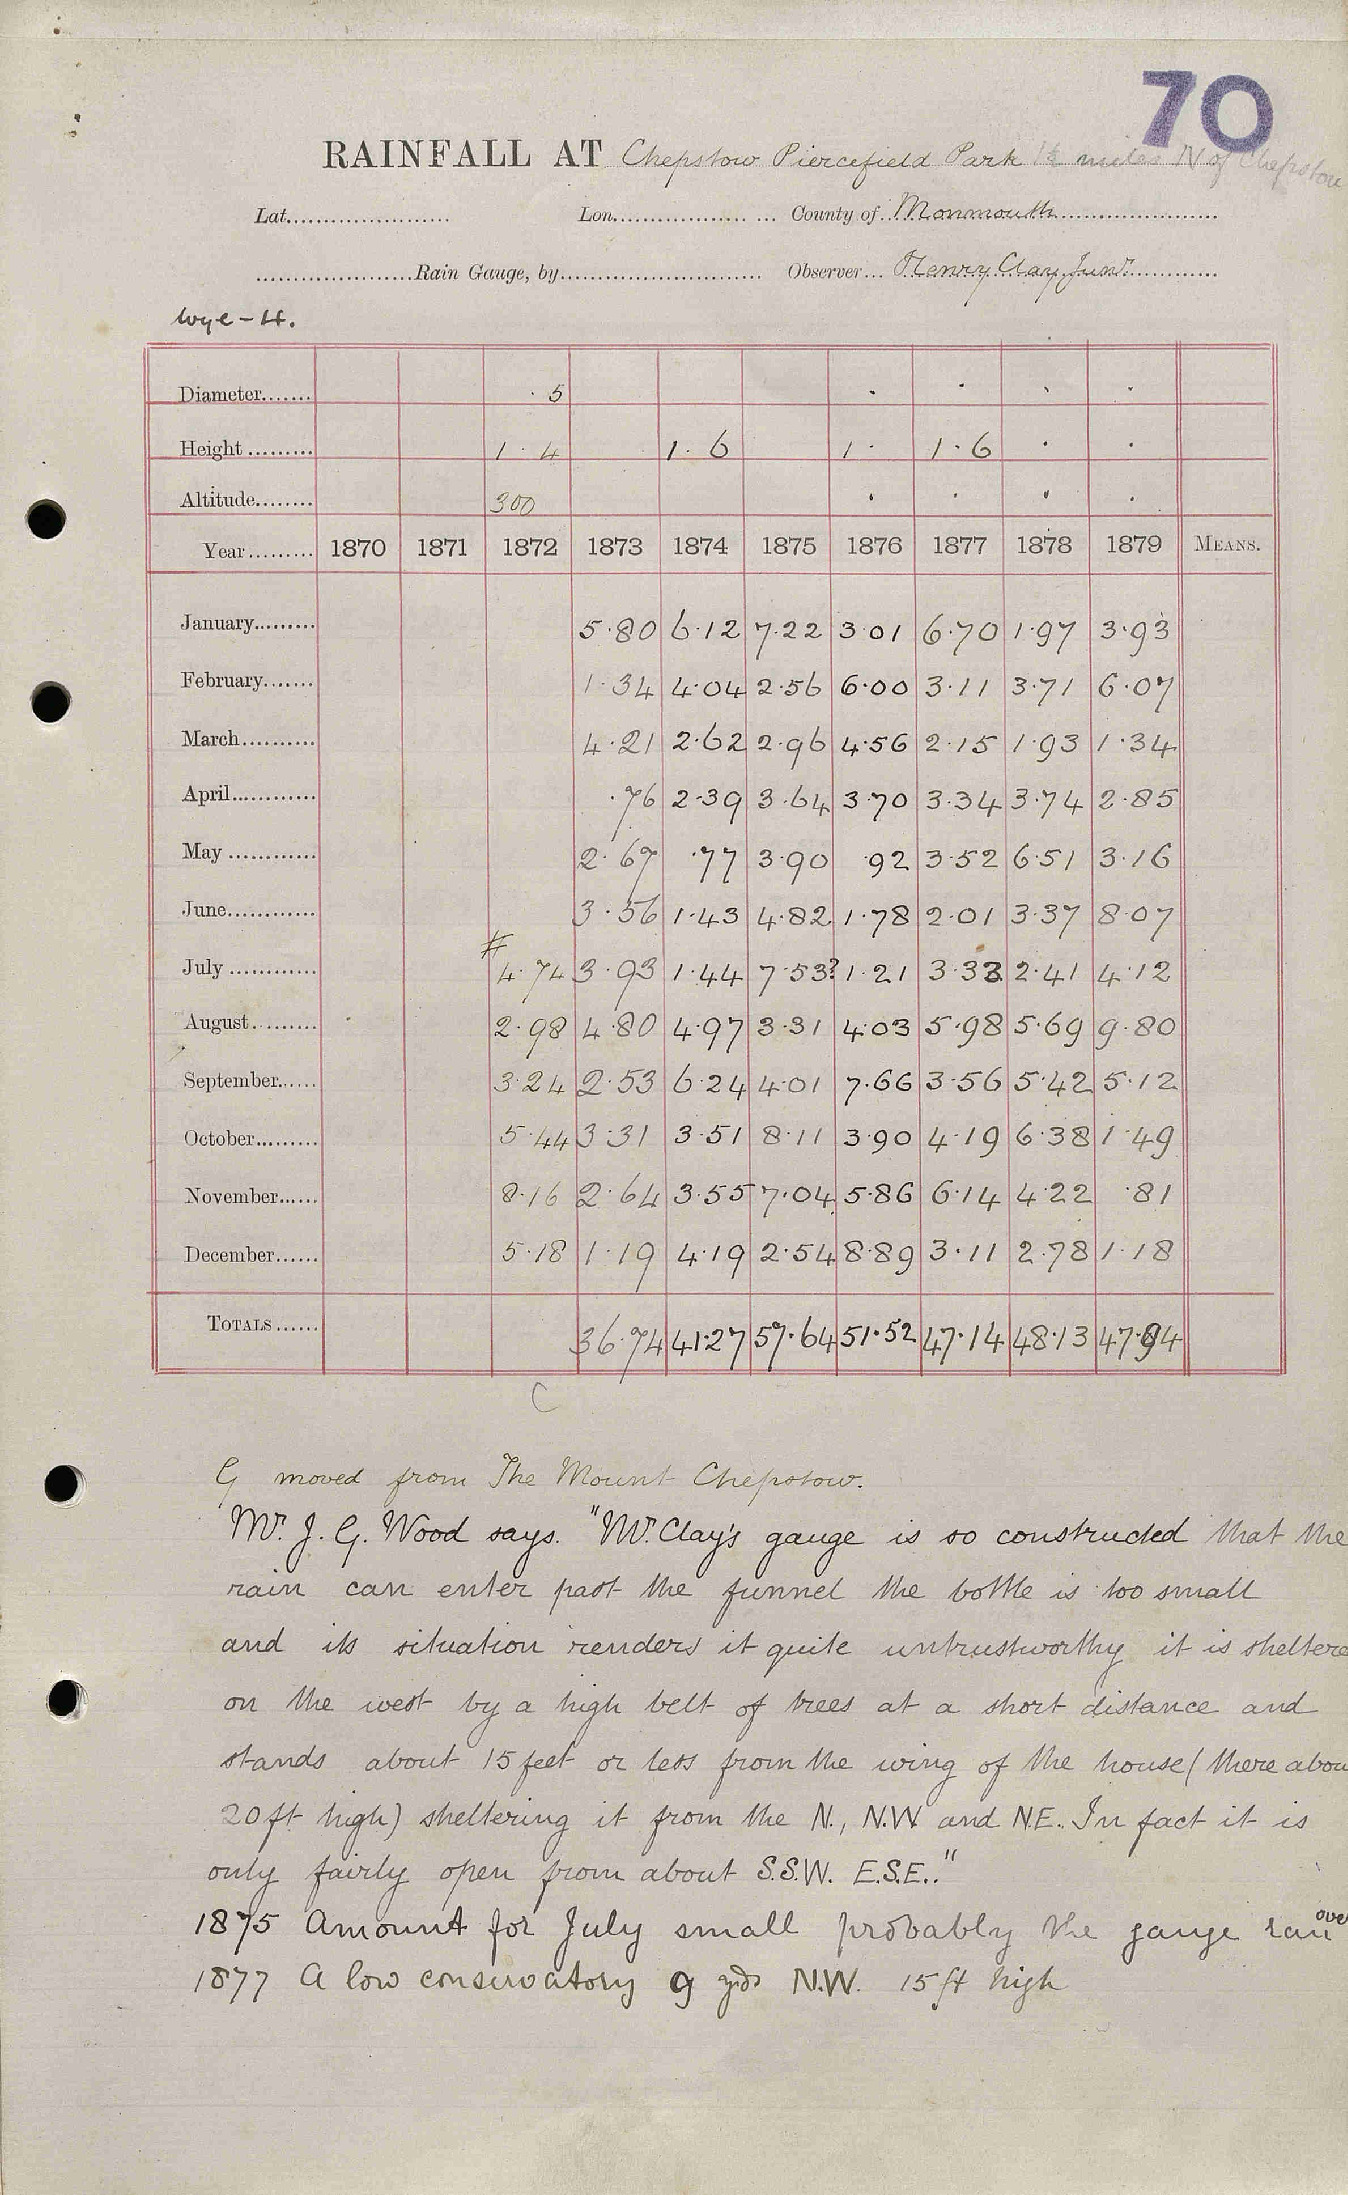 70
RAINFALL AT Chepstow Piercefield Park 1½ miles N of Chepstow
Lat. Lon. County of Monmouth
Rain Gauge, by Observer Henry Clay Junr.
Wye - H.
Diameter 5
Height 1 · 4 1 · 6 1 · 1 · 6
Altitude 300
Year 1870 1871 1872 1873 1874 1875 1876 1877 1878 1879 MEANS.
January 5.80 6.12 7.22 3.01 6.70 1.97 3.93
February 1.34 4.04 2.56 6.00 3.11 3.71 6.07
March 4.21 2.62 2.96 4.56 2.15 1.93 1.34
April .76 2.39 3.64 3.70 3.34 3.74 2.85
May 2.67 .77 3.90 .92 3.52 6.51 3.16
June 3.56 1.43 4.82 1.78 2.01 3.37 8.07
July # 4.74 3.93 1.44 7.53? 1.21 3.33 2.41 4.12
August 2.98 4.80 4.97 3.31 4.03 5.98 5.69 9.80
September 3.24 2.53 6.24 4.01 7.66 3.56 5.42 5.12
October 5.44 3.31 3.51 8.11 3.90 4.19 6.38 1.49
November 8.16 2.64 3.55 7.04 5.86 6.14 4.22 .81
December 5.18 1.19 4.19 2.54 8.89 3.11 2.78 1.18
TOTALS 36.74 41.27 57.64 51.52 47.14 48.13 47.94
C
G moved from The Mount Chepstow.
Mr. J. G. Wood says. "Mr. Clay's gauge is so constructed that the
rain can enter past the funnel the bottle is too small
and its situation renders it quite untrustworthy it is sheltere
on the west by a high belt of trees at a short distance and
stands about 15 feet or less from the wing of the house (there abou
20 ft high) sheltering it from the N., N.W. and N.E. In fact it is
only fairly open from about S.S.W. E.S.E.."
1875 Amount for July small probably the gauge ran over
1877 A low conservatory 9 yds N.W. 15 ft high